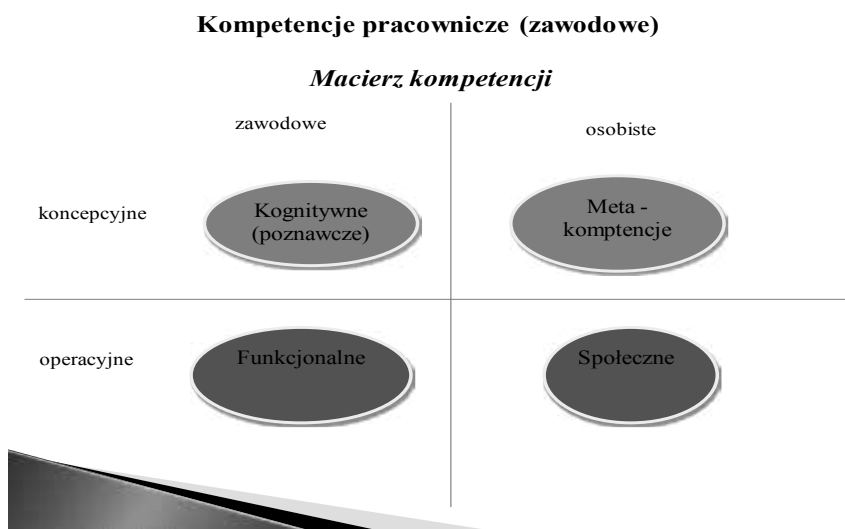 Kompetencje pracownicze (zawodowe)
Macierz kompetencji
zawodowe
osobiste
koncepcyjne
Kognitywne
(poznawcze)
Meta -
komptencje
operacyjne
Funkcjonalne
Społeczne